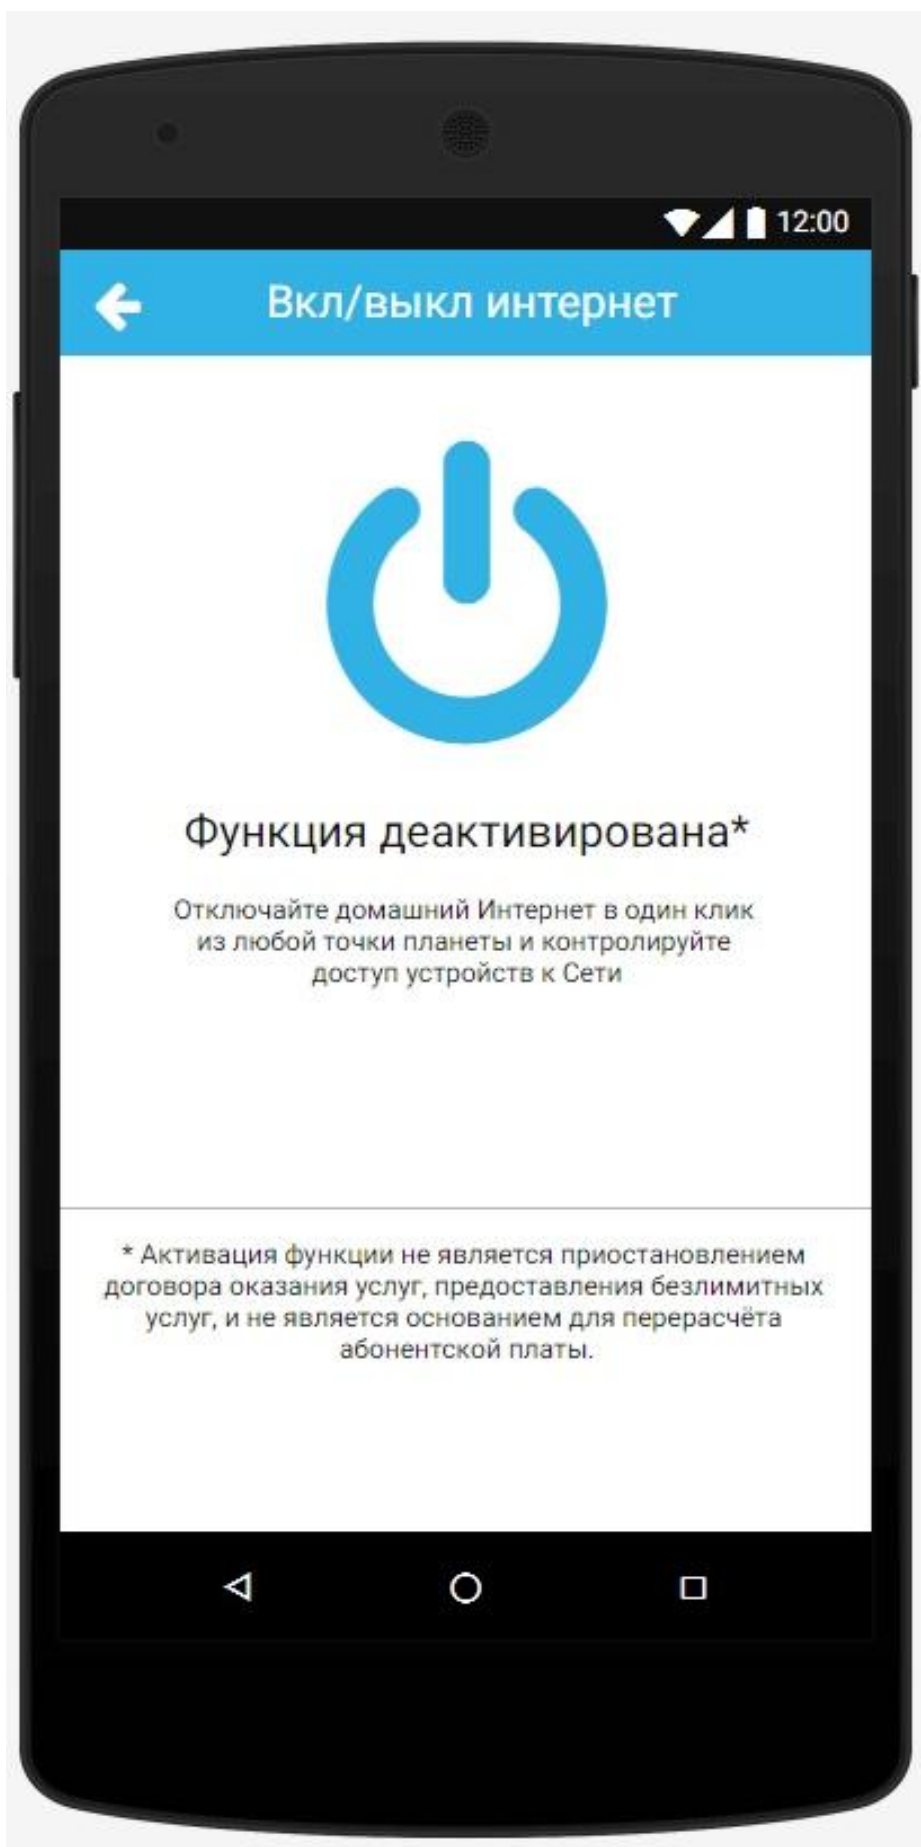 12:00
Вкл/выкл интернет
Функция деактивирована*
Отключайте домашний Интернет в один клик
из любой точки планеты и контролируйте
доступ устройств к Сети
* Активация функции не является приостановлением
договора оказания услуг, предоставления безлимитных
услуг, и не является основанием для перерасчёта
абонентской платы.